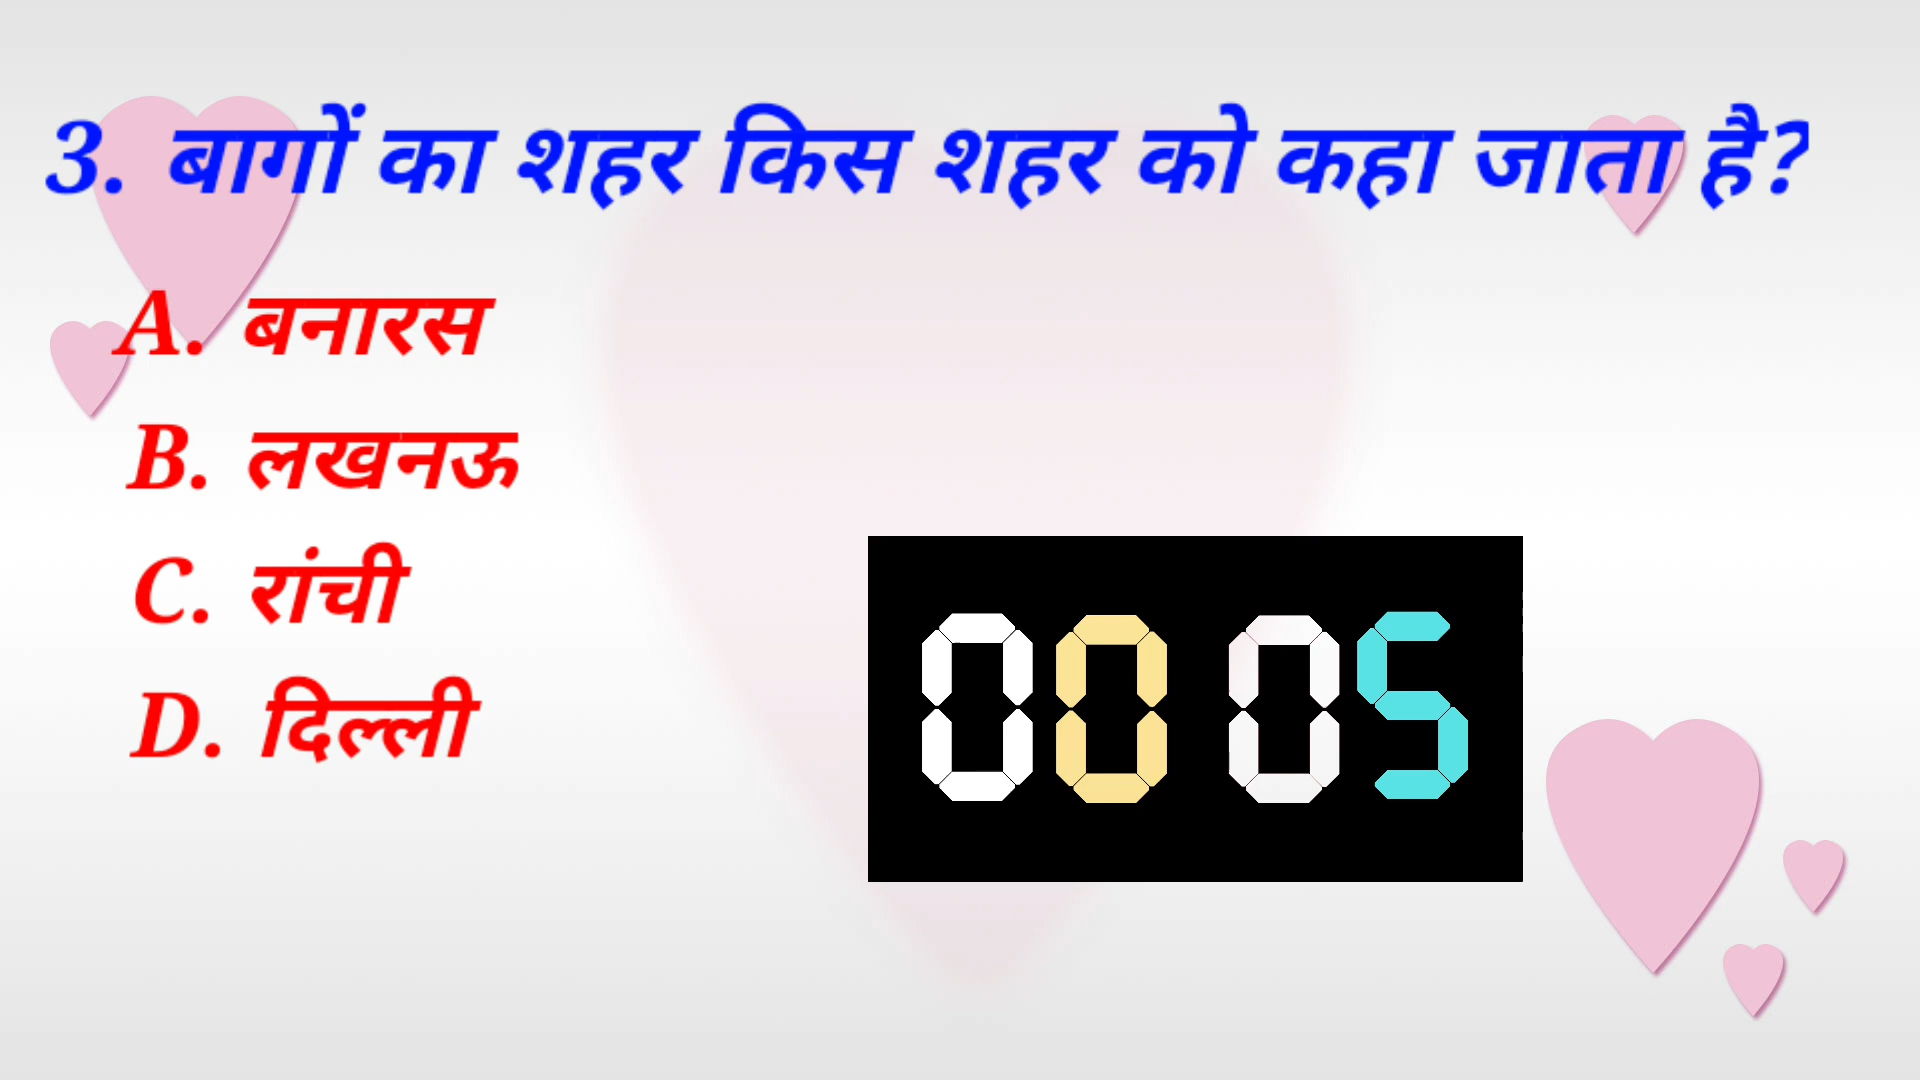 3. बागों का शहर किस शहर को कहा जाता है?
A. बनारस
B. लखनऊ
C. रांची
D. दिल्ली
00 05